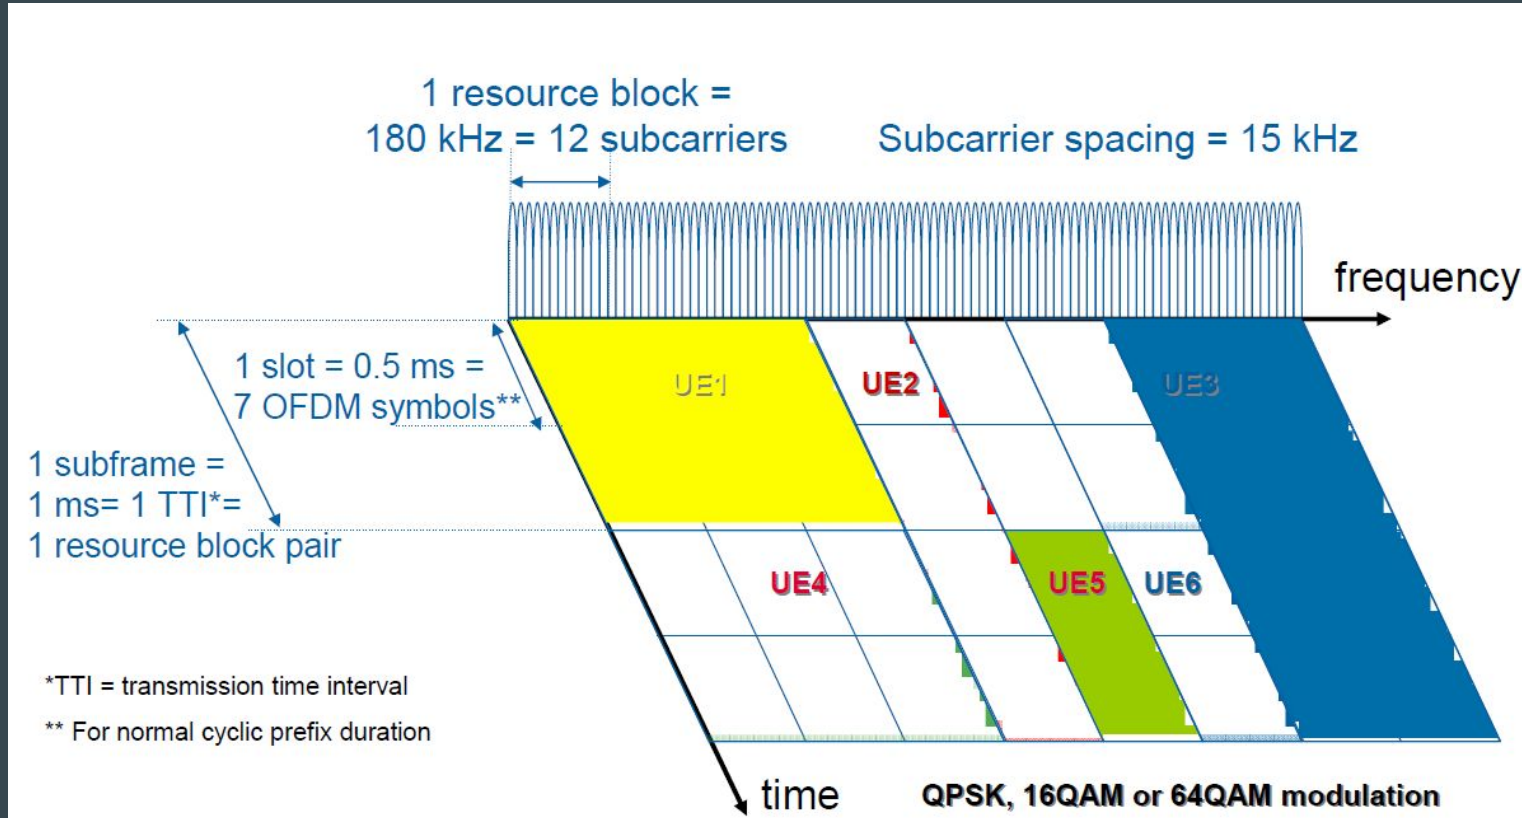 1 resource block =
180 kHz = 12 subcarriers
Subcarrier spacing = 15 kHz
frequency
1 slot = 0.5 ms =
7 OFDM symbols**
UE1
UE2
UE3
1 subframe =
1 ms= 1 TTI*=
1 resource block pair
UE4
UE5
UE6
*TTI = transmission time interval
** For normal cyclic prefix duration
time
QPSK, 16QAM or 64QAM modulation